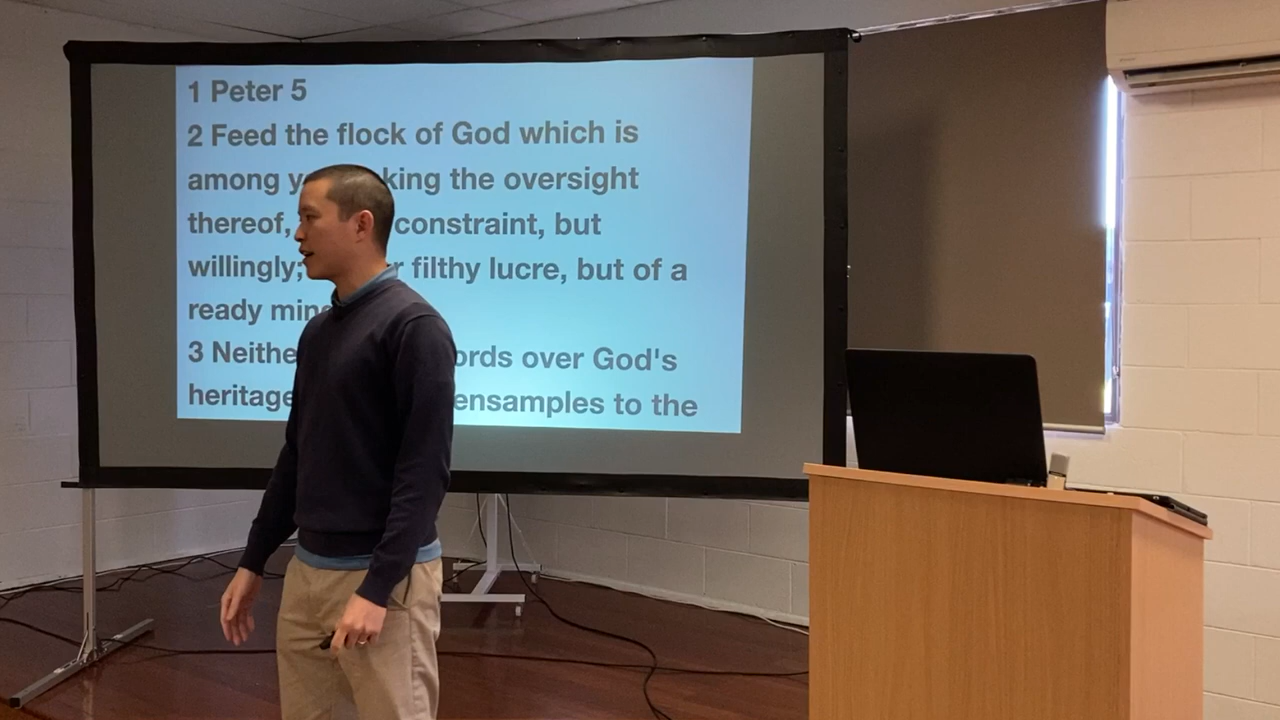 1 Peter 5
2 Feed the flock of God which is
among king the oversight
thereof, constraint, but
willingly; filthy lucre, but of a
ready mind
3 Neithe ords over God's
heritage ensamples to the